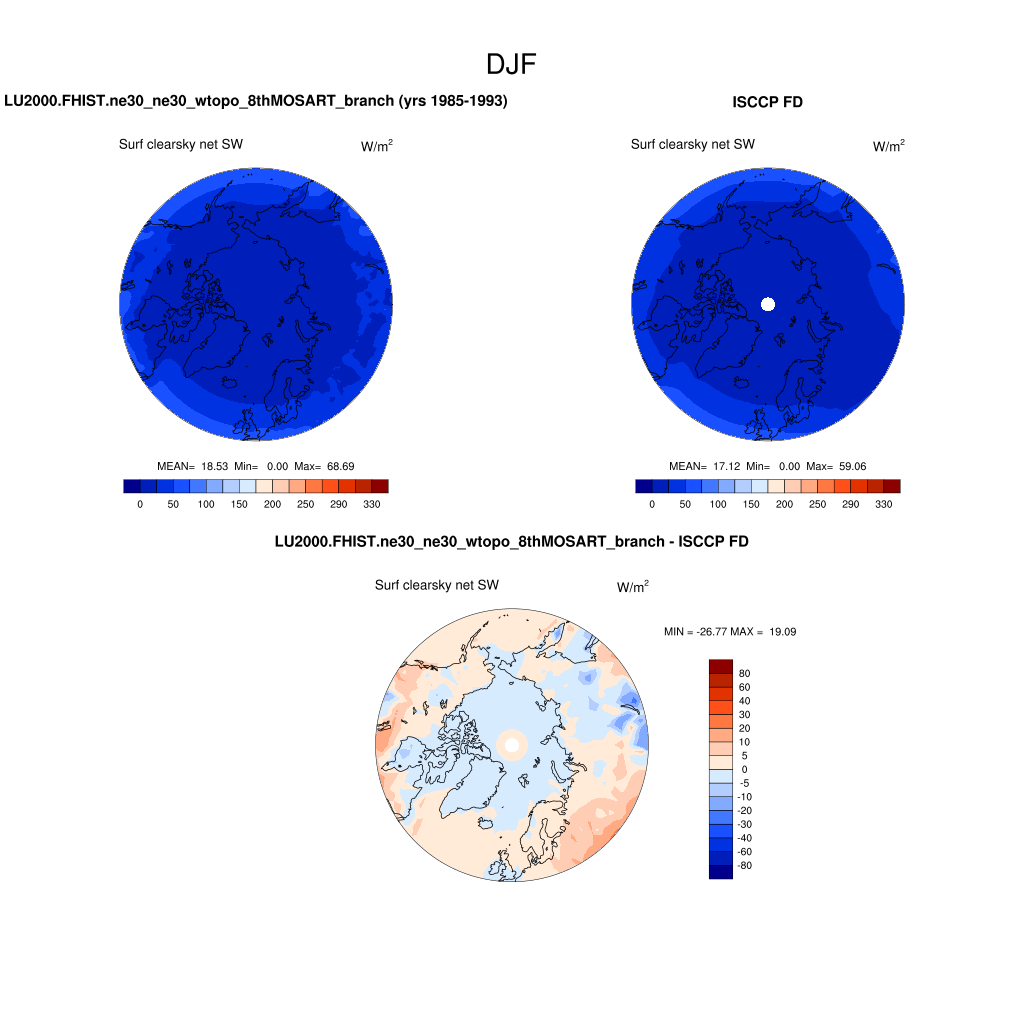 DJF
LU2000.FHIST.ne30_ne30_wtopo_8thMOSART_branch (yrs 1985-1993)
ISCCP FD
Surf clearsky net SW
W/m²
Surf clearsky net SW
W/m²
MEAN= 18.53 Min= 0.00 Max= 68.69
MEAN= 17.12 Min= 0.00 Max= 59.06
0 50 100 150 200 250 290 330
0 50 100 150 200 250 290 330
LU2000.FHIST.ne30_ne30_wtopo_8thMOSART_branch - ISCCP FD
Surf clearsky net SW
W/m²
MIN = -26.77 MAX = 19.09
80
60
40
30
20
10
5
0
-5
-10
-20
-30
-40
-60
-80